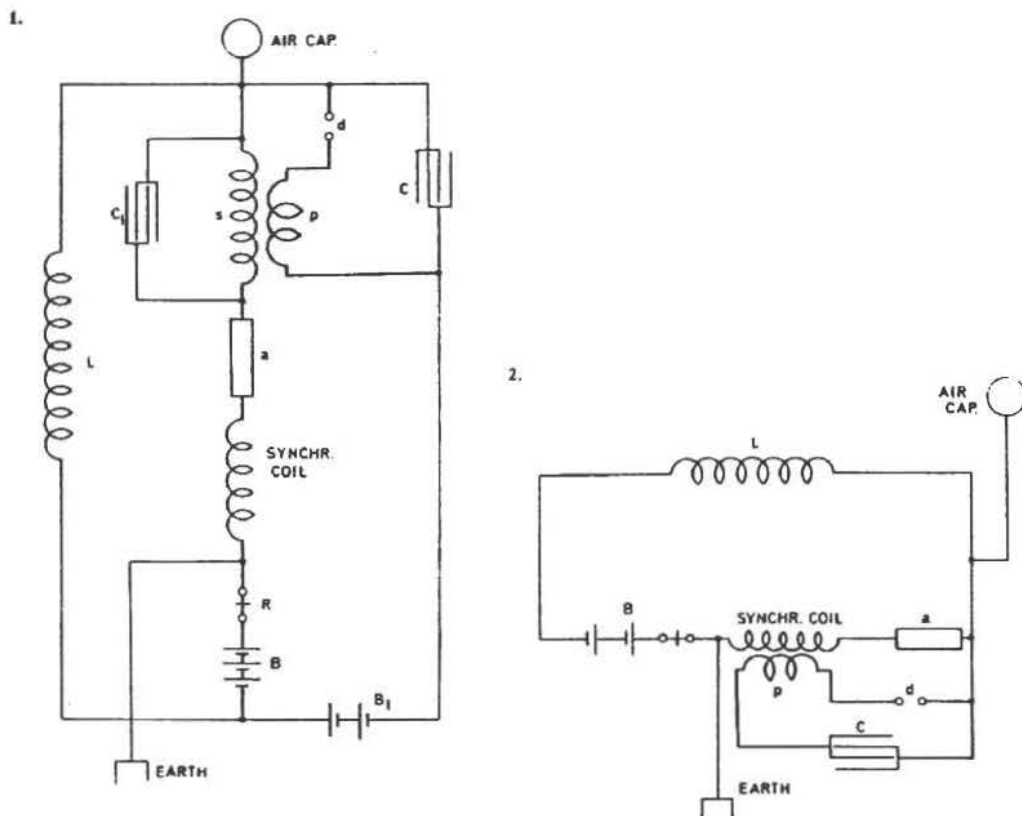 1.
AIR CAP.
d
C
C1
s
p
L
a
SYNCHR.
COIL
R
B
B1
EARTH
2.
AIR
CAP.
L
B
SYNCHR. COIL
a
p
d
C
EARTH